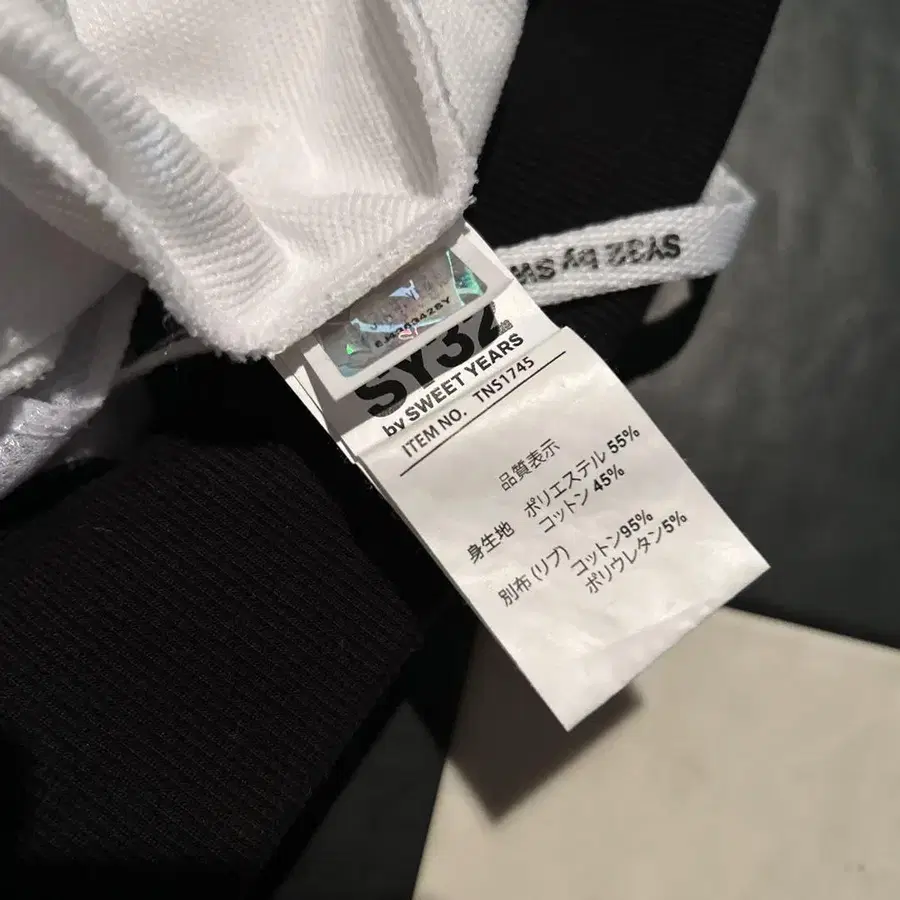 SY32 by SW
SY32
by SWEET YEARS
ITEM NO. TNS1745
品質表示
身生地 ポリエステル 55%
コットン 45%
別布(リブ) コットン95%
ポリウレタン5%